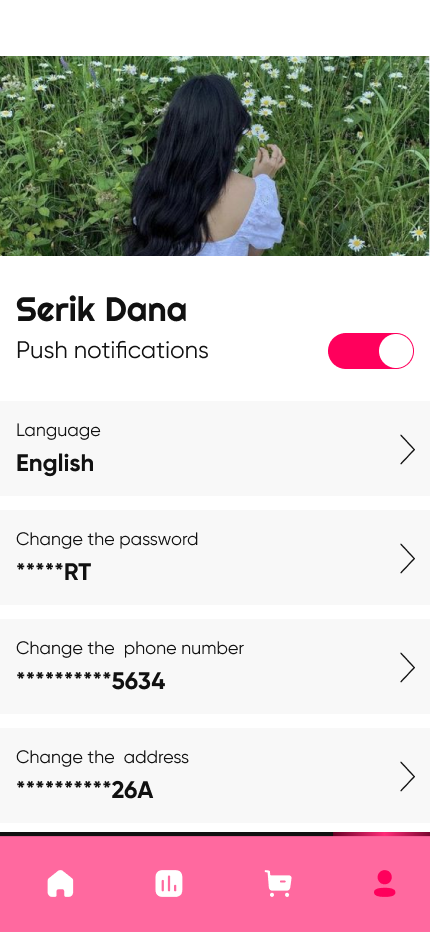 Serik Dana
Push notifications
Language
English
Change the password
*****RT
Change the  phone number
**********5634
Change the  address
**********26A